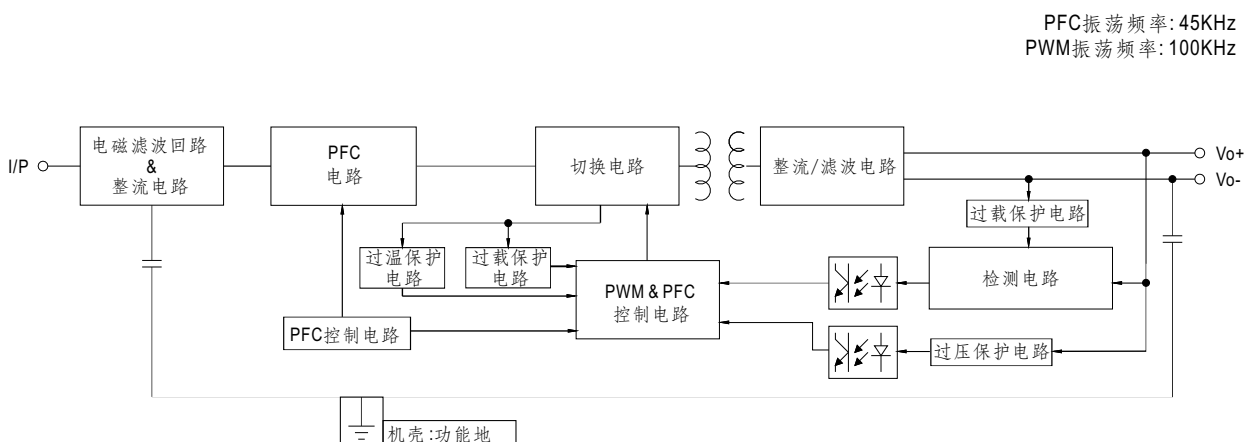 PFC振荡频率: 45KHz
PWM振荡频率: 100KHz
I/P
电磁滤波回路
&
整流电路
PFC
电路
切换电路
整流/滤波电路
Vo+
Vo-
过载保护电路
过温保护
电路
过载保护
电路
PWM & PFC
控制电路
检测电路
PFC控制电路
过压保护电路
机壳:功能地